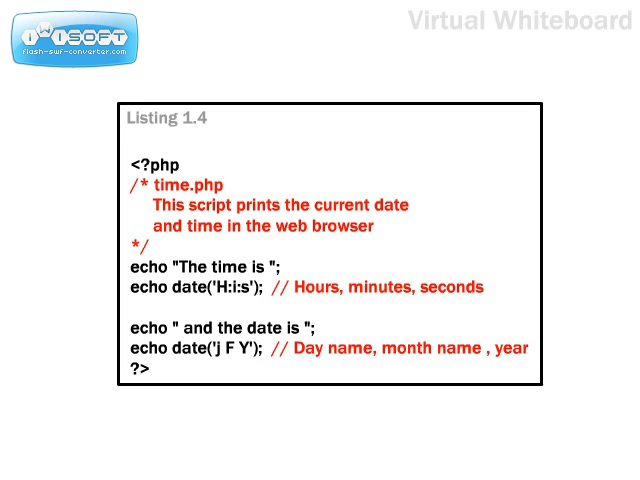 iWiSOFT
flash-swf-converter.com
Virtual Whiteboard
Listing 1.4
<?php
/* time.php
This script prints the current date
and time in the web browser
*/
echo "The time is ";
echo date('H:i:s'); // Hours, minutes, seconds
echo " and the date is ";
echo date('j F Y'); // Day name, month name , year
?>